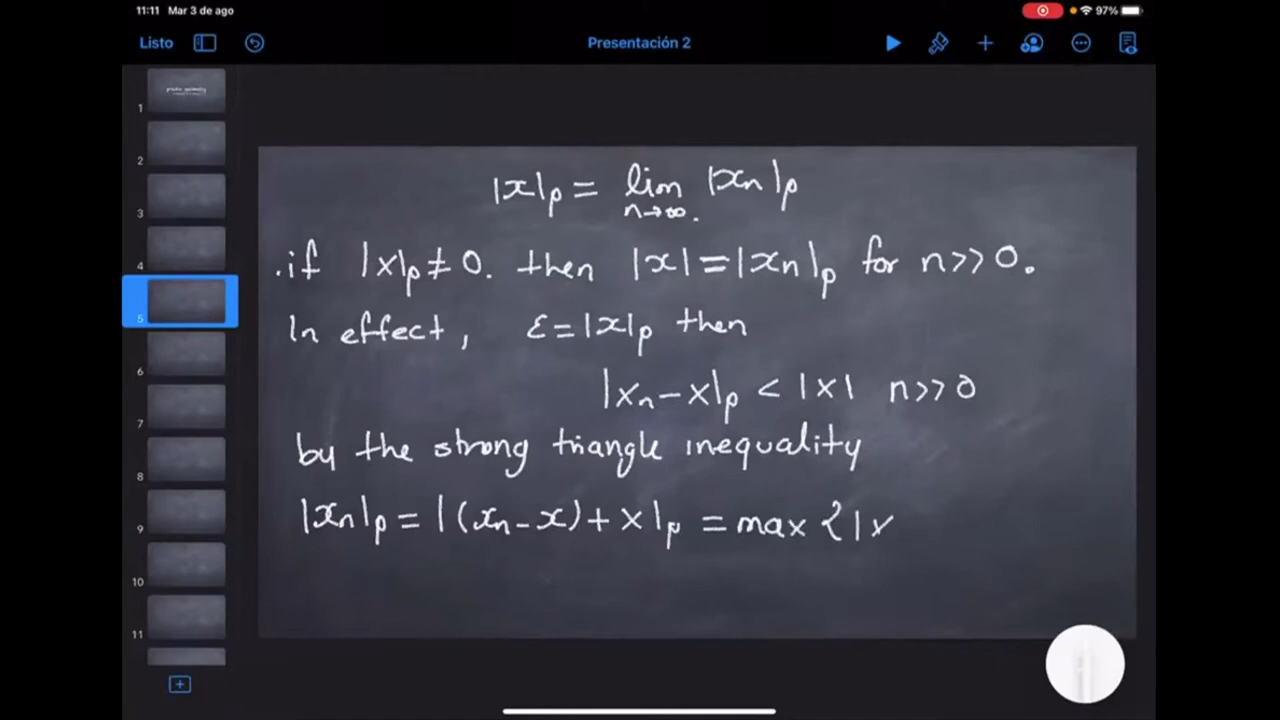 11:11 Mar 3 de ago 97%
Listo Presentación 2
1
2
3
4
5
6
7
8
9
10
11
|x|p = lim n→∞. |xn|p
.if |x|p ≠ 0. then |x| = |xn|p for n>>0.
In effect, ε = |x|p then
|xn − x|p < |x| n>>0
by the strong triangle inequality
|xn|p = |(xn − x) + x|p = max {|x